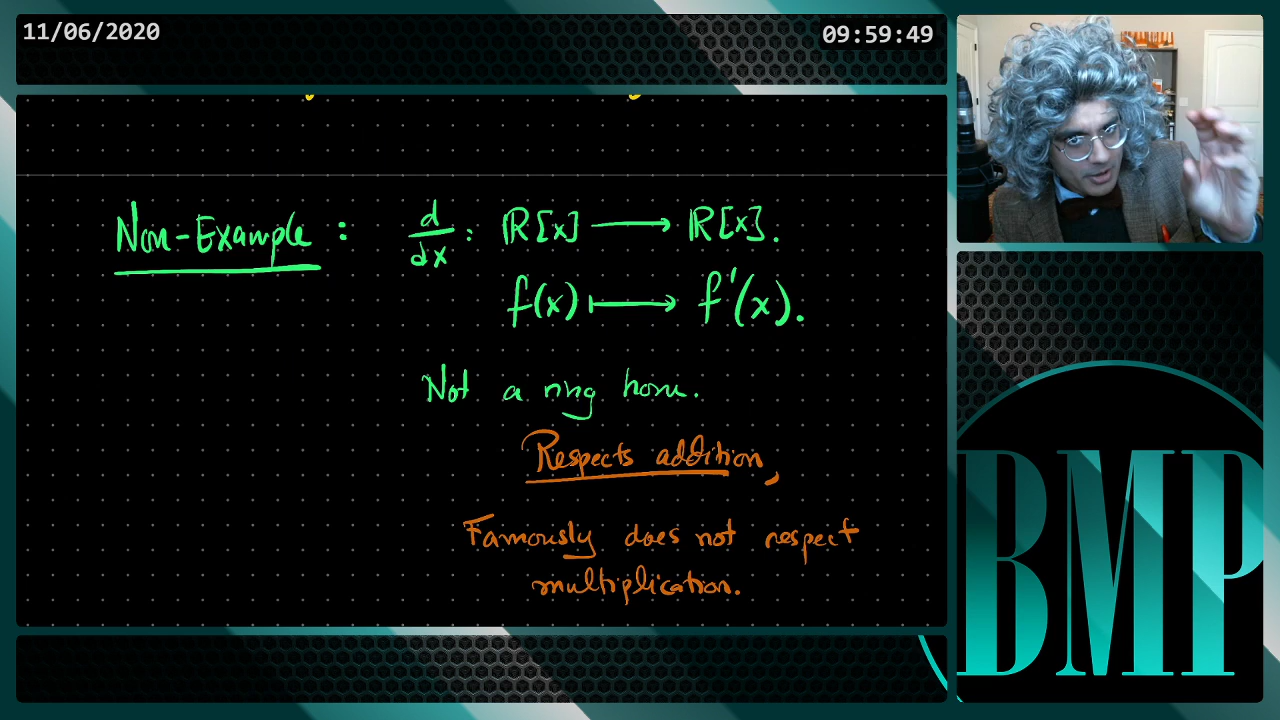 11/06/2020
09:59:49
Non-Example: d/dx: ℝ[x] ⟶ ℝ[x].
f(x) ⟼ f'(x).
Not a ring hom.
Respects addition,
Famously does not respect
multiplication.
BMP